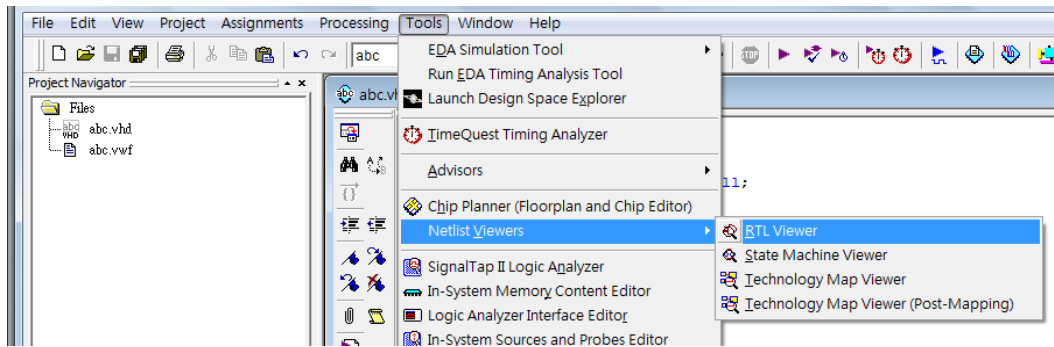 File Edit View Project Assignments Processing Tools Window Help
abc
Project Navigator
Files
abc.vhd
abc.vwf
EDA Simulation Tool
Run EDA Timing Analysis Tool
Launch Design Space Explorer
TimeQuest Timing Analyzer
Advisors
Chip Planner (Floorplan and Chip Editor)
Netlist Viewers
SignalTap II Logic Analyzer
In-System Memory Content Editor
Logic Analyzer Interface Editor
In-System Sources and Probes Editor
RTL Viewer
State Machine Viewer
Technology Map Viewer
Technology Map Viewer (Post-Mapping)